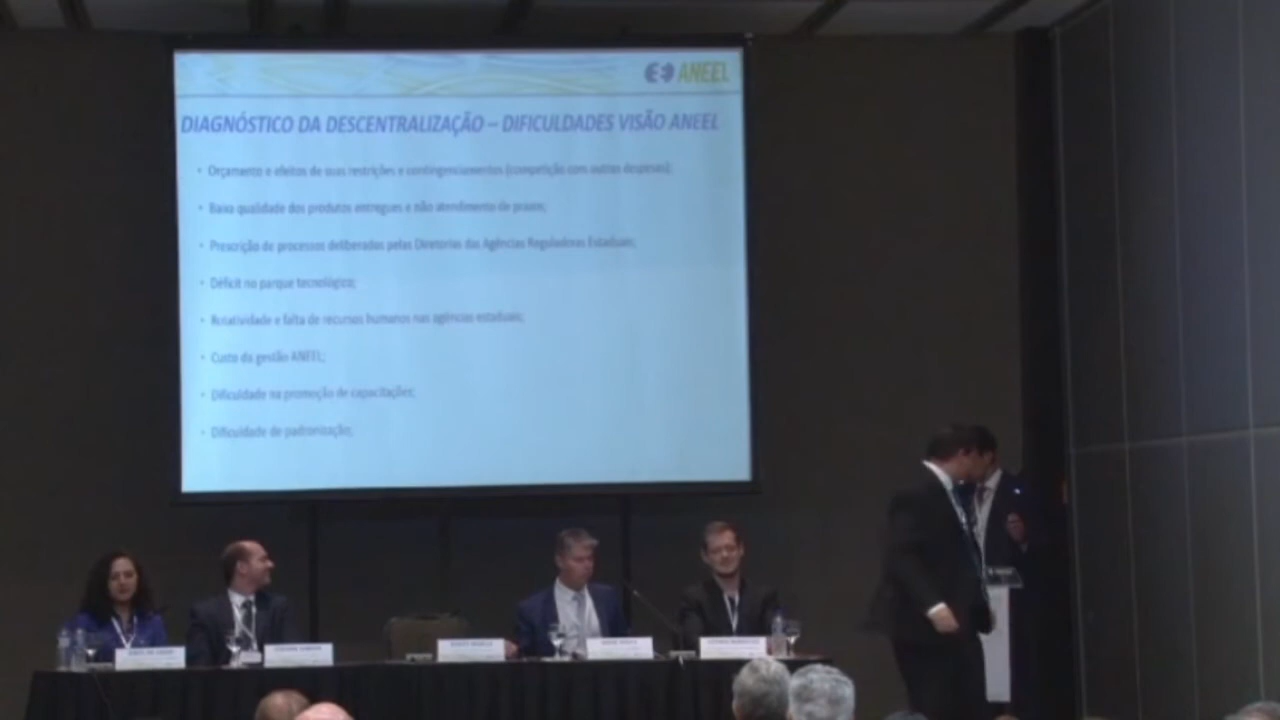 ANEEL
DIAGNÓSTICO DA DESCENTRALIZAÇÃO – DIFICULDADES VISÃO ANEEL
• Orçamento e efeitos de suas restrições e contingenciamentos (competição com outras despesas);
• Baixa qualidade dos produtos entregues e não atendimento de prazos;
• Prescrição de processos deliberados pelas Diretorias das Agências Reguladoras Estaduais;
• Déficit no parque tecnológico;
• Rotatividade e falta de recursos humanos nas agências estaduais;
• Custo da gestão ANEEL;
• Dificuldade na promoção de capacitações;
• Dificuldade de padronização;